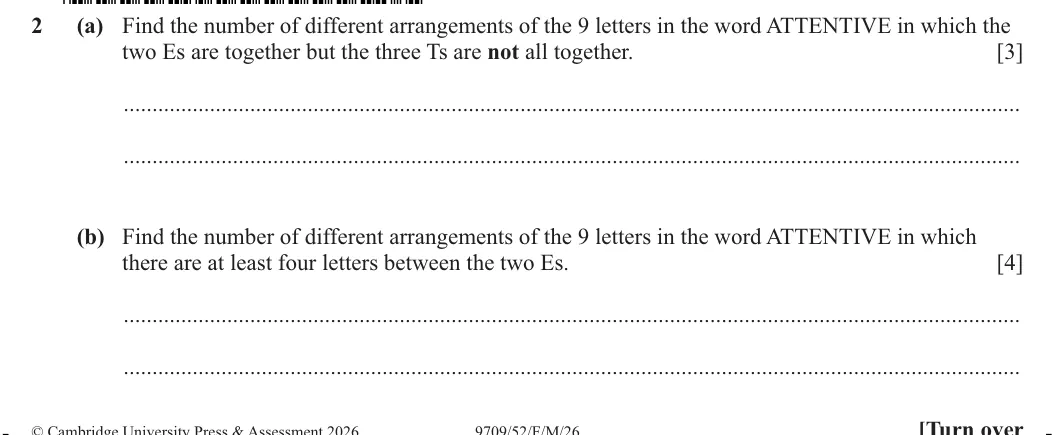 2 (a) Find the number of different arrangements of the 9 letters in the word ATTENTIVE in which the
two Es are together but the three Ts are not all together. [3]
(b) Find the number of different arrangements of the 9 letters in the word ATTENTIVE in which
there are at least four letters between the two Es. [4]
© Cambridge University Press & Assessment 2026 9709/52/F/M/26 [Turn over